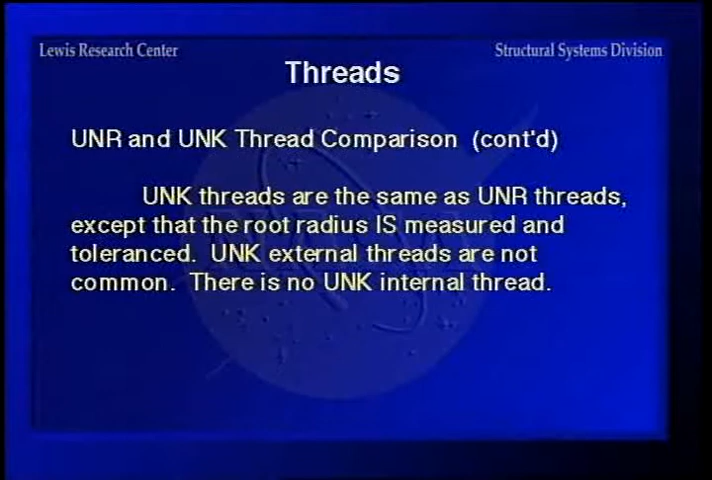 Lewis Research Center
Structural Systems Division
Threads
UNR and UNK Thread Comparison (cont'd)
UNK threads are the same as UNR threads,
except that the root radius IS measured and
toleranced. UNK external threads are not
common. There is no UNK internal thread.